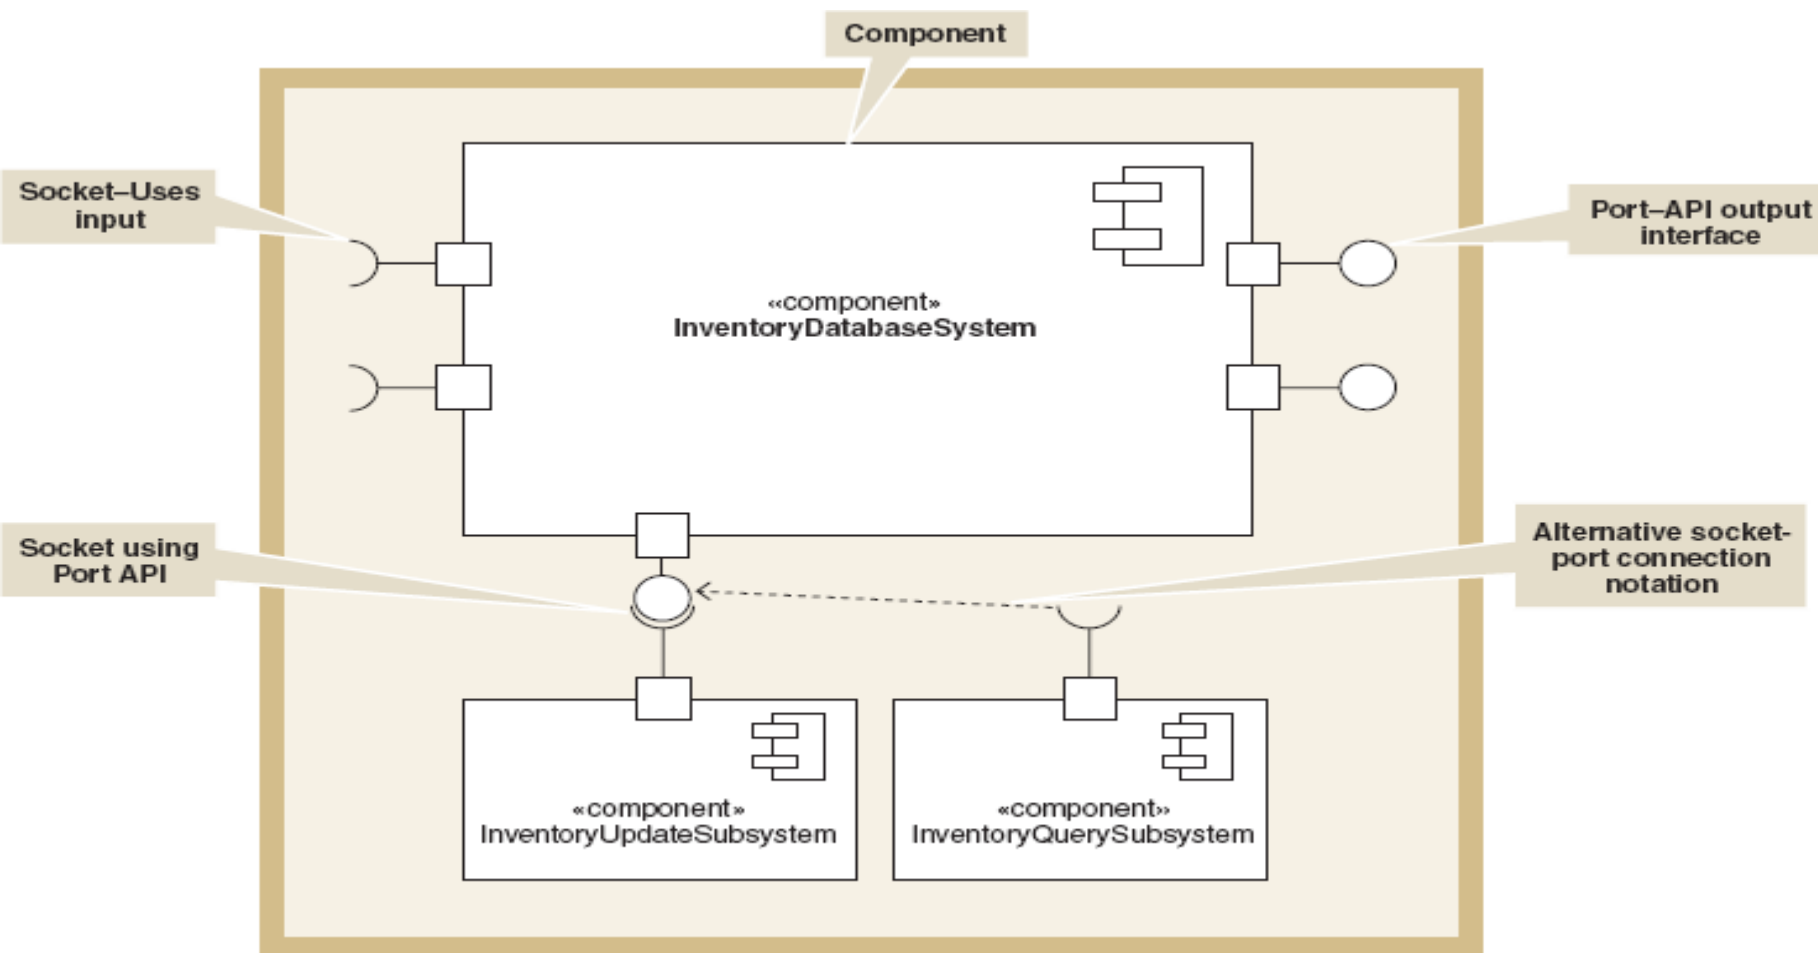 Component
Socket–Uses
input
Port–API output
interface
«component»
InventoryDatabaseSystem
Socket using
Port API
Alternative socket-
port connection
notation
«component»
InventoryUpdateSubsystem
«component»
InventoryQuerySubsystem